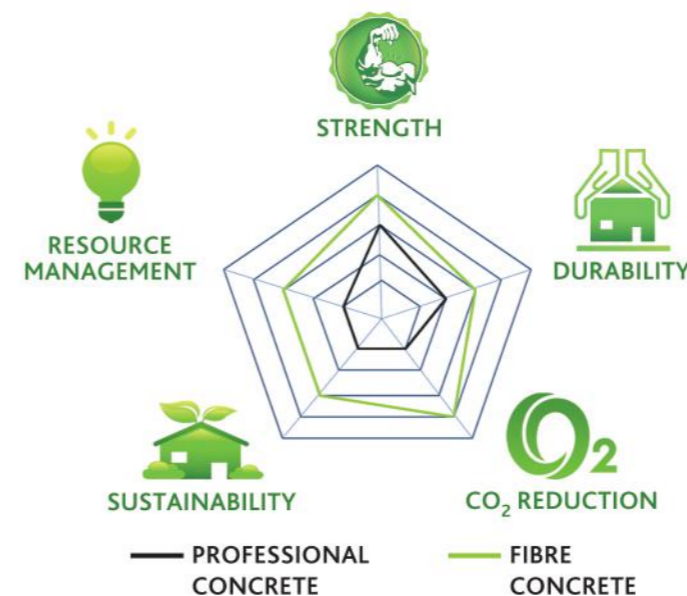 STRENGTH
RESOURCE
MANAGEMENT
DURABILITY
SUSTAINABILITY
O2
CO₂ REDUCTION
PROFESSIONAL
CONCRETE
FIBRE
CONCRETE